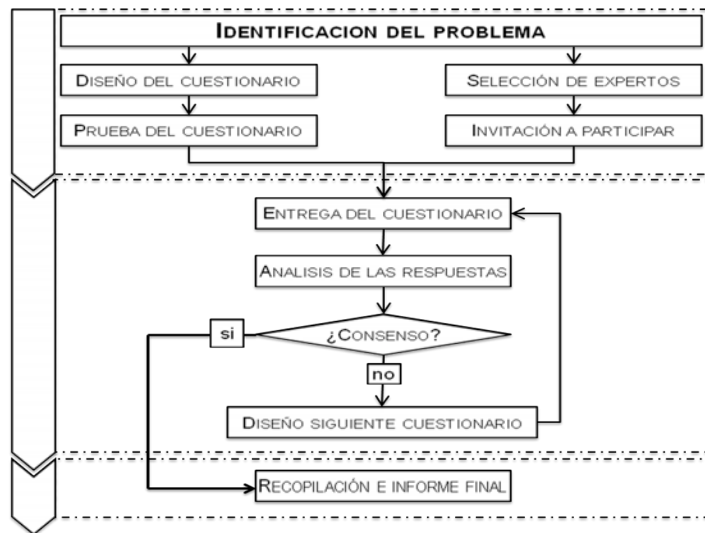 IDENTIFICACION DEL PROBLEMA
DISEÑO DEL CUESTIONARIO
SELECCIÓN DE EXPERTOS
PRUEBA DEL CUESTIONARIO
INVITACIÓN A PARTICIPAR
ENTREGA DEL CUESTIONARIO
ANALISIS DE LAS RESPUESTAS
si
¿CONSENSO?
no
DISEÑO SIGUIENTE CUESTIONARIO
RECOPILACIÓN E INFORME FINAL